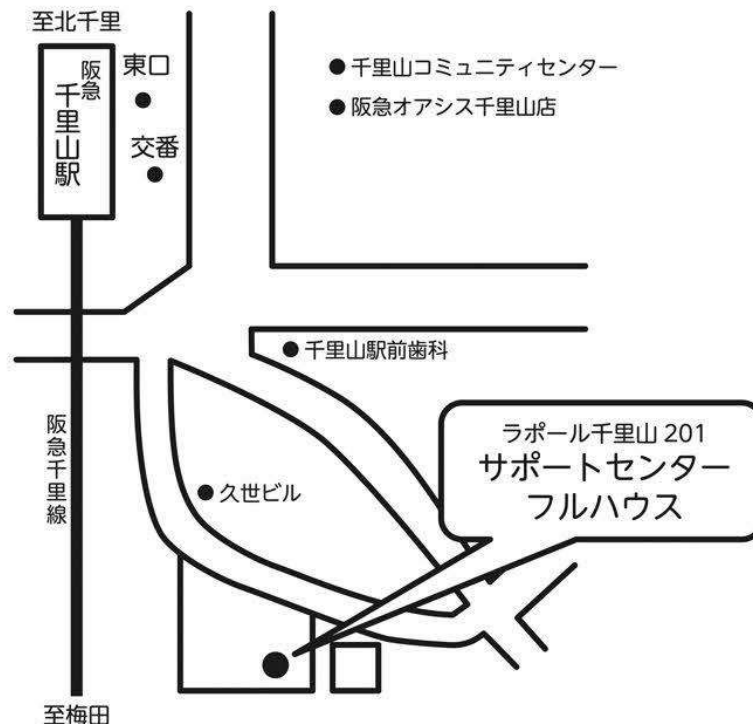 至北千里
阪急
千里山駅
東口
交番
千里山コミュニティセンター
阪急オアシス千里山店
千里山駅前歯科
ラポール千里山 201
サポートセンター
フルハウス
久世ビル
阪急千里線
至梅田